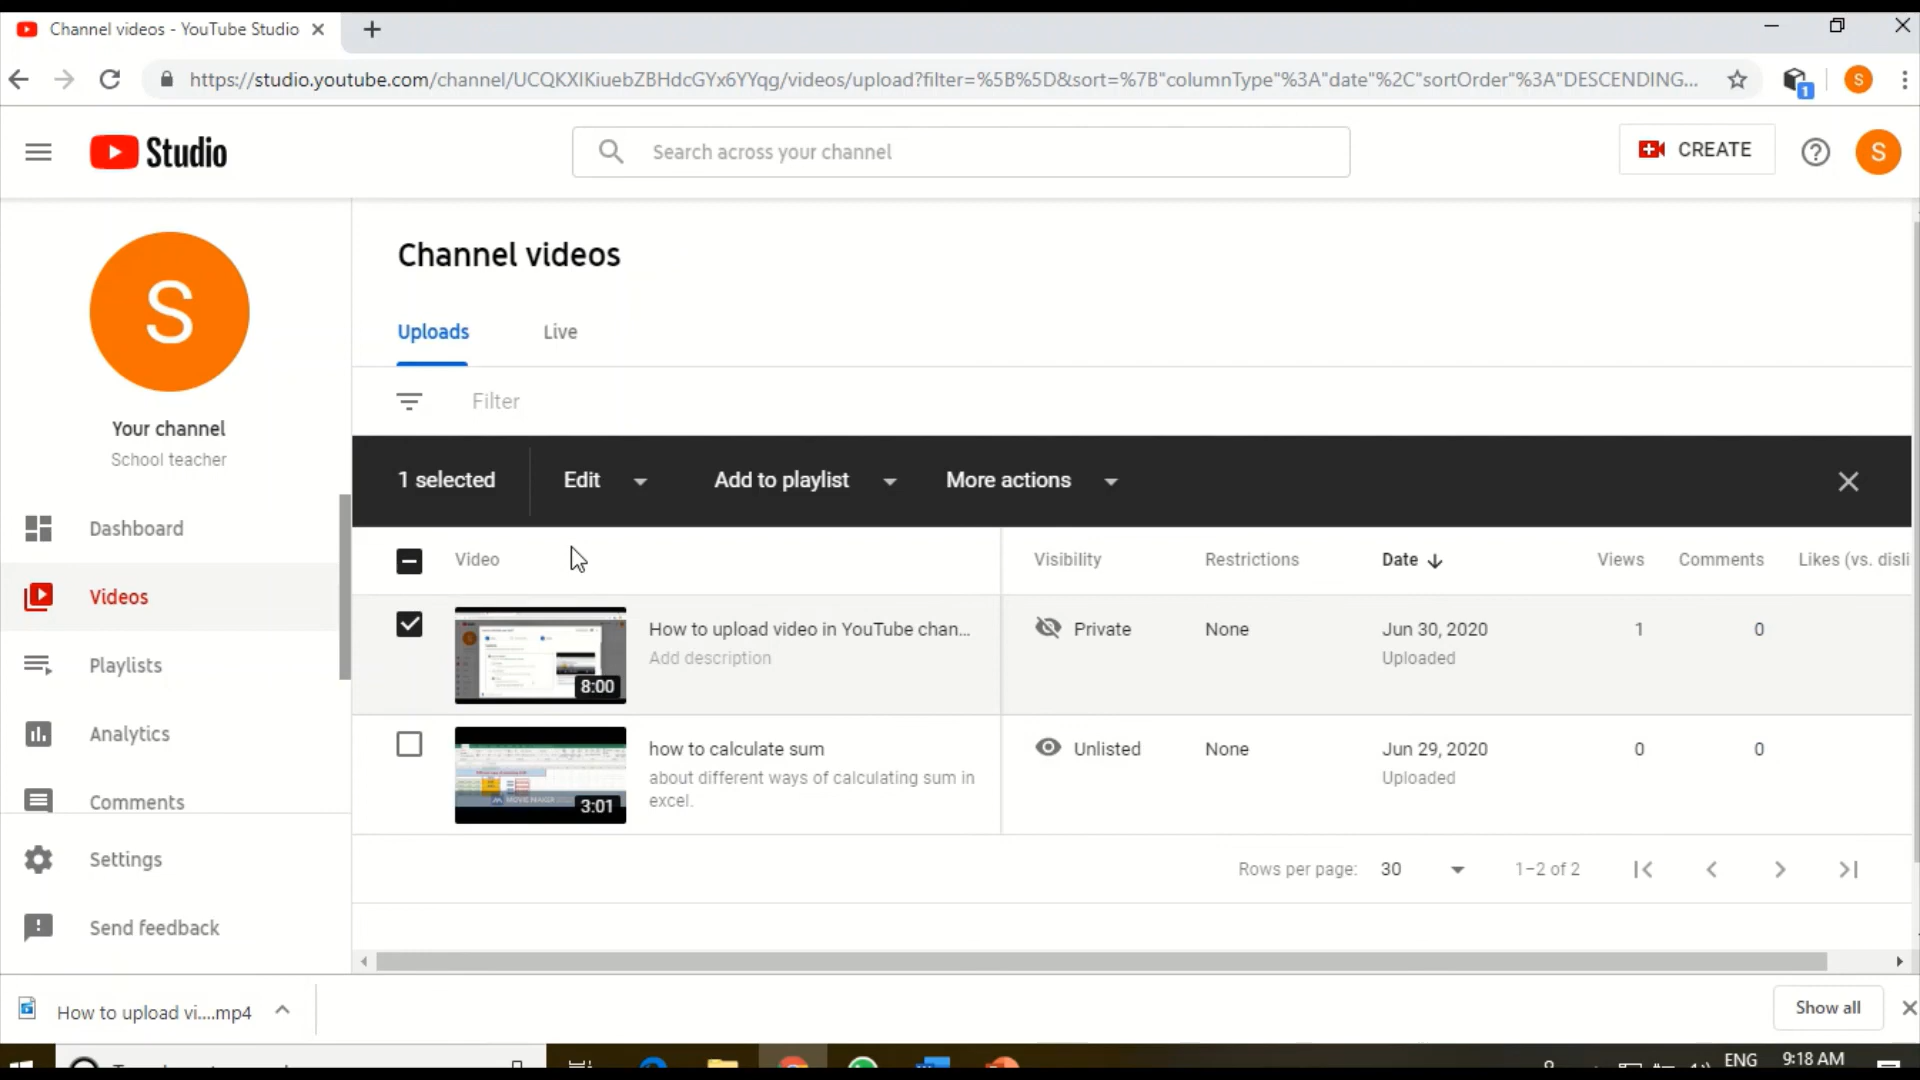 Channel videos - YouTube Studio
https://studio.youtube.com/channel/UCQKXIKiuebZBHdcGYx6YYqg/videos/upload?filter=%5B%5D&sort=%7B"columnType"%3A"date"%2C"sortOrder"%3A"DESCENDING...
1
S
Studio
Search across your channel
CREATE
S
S
Your channel
School teacher
Dashboard
Videos
Playlists
Analytics
Comments
Settings
Send feedback
Channel videos
Uploads
Live
Filter
1 selected
Edit
Add to playlist
More actions
Video
Visibility
Restrictions
Date
Views
Comments
Likes (vs. disli
8:00
How to upload video in YouTube chan...
Add description
Private
None
Jun 30, 2020
Uploaded
1
0
3:01
how to calculate sum
about different ways of calculating sum in
excel.
Unlisted
None
Jun 29, 2020
Uploaded
0
0
Rows per page:
30
1–2 of 2
How to upload vi....mp4
Show all
ENG
9:18 AM